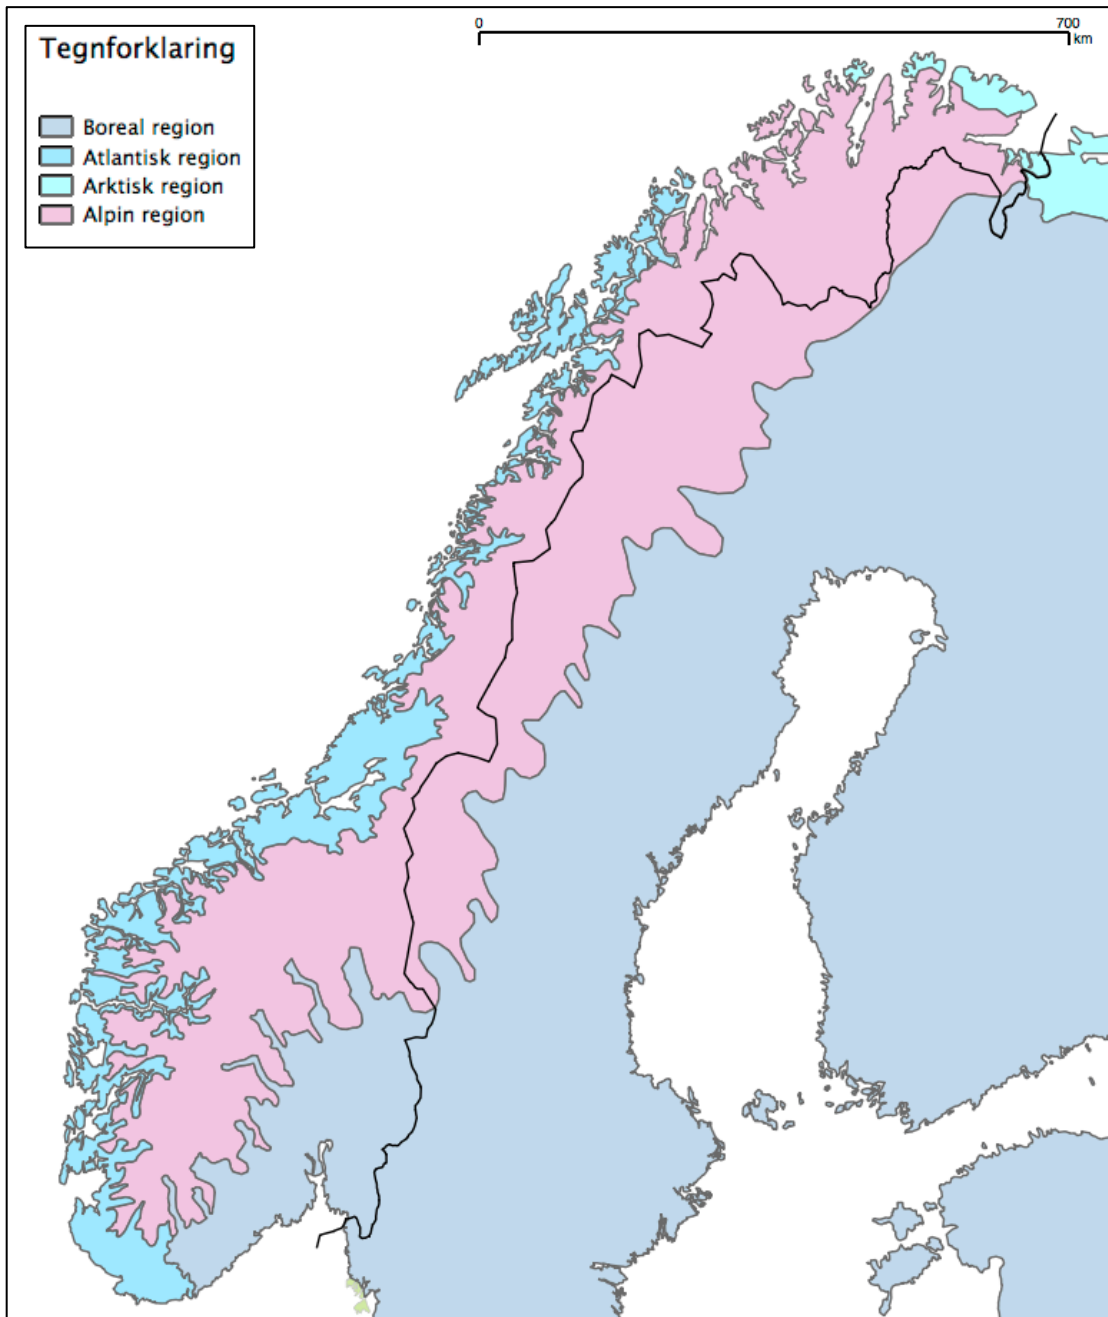 Tegnforklaring
Boreal region
Atlantisk region
Arktisk region
Alpin region
0
700
km